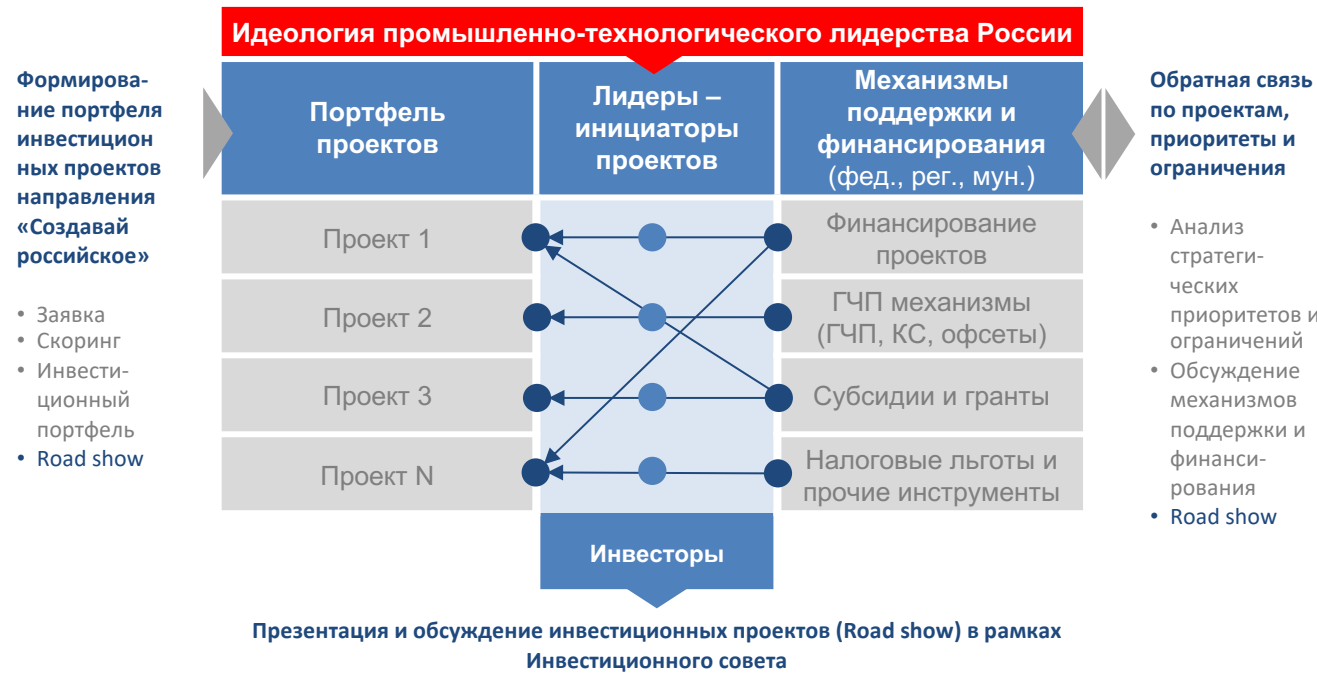 Идеология промышленно-технологического лидерства России
Формирова-
ние портфеля
инвестицион
ных проектов
направления
«Создавай
российское»
• Заявка
• Скоринг
• Инвести-
ционный
портфель
• Road show
Портфель
проектов
Лидеры –
инициаторы
проектов
Механизмы
поддержки и
финансирования
(фед., рег., мун.)
Проект 1
Финансирование
проектов
Проект 2
ГЧП механизмы
(ГЧП, КС, офсеты)
Проект 3
Субсидии и гранты
Проект N
Налоговые льготы и
прочие инструменты
Инвесторы
Обратная связь
по проектам,
приоритеты и
ограничения
• Анализ
стратеги-
ческих
приоритетов и
ограничений
• Обсуждение
механизмов
поддержки и
финанси-
рования
• Road show
Презентация и обсуждение инвестиционных проектов (Road show) в рамках
Инвестиционного совета